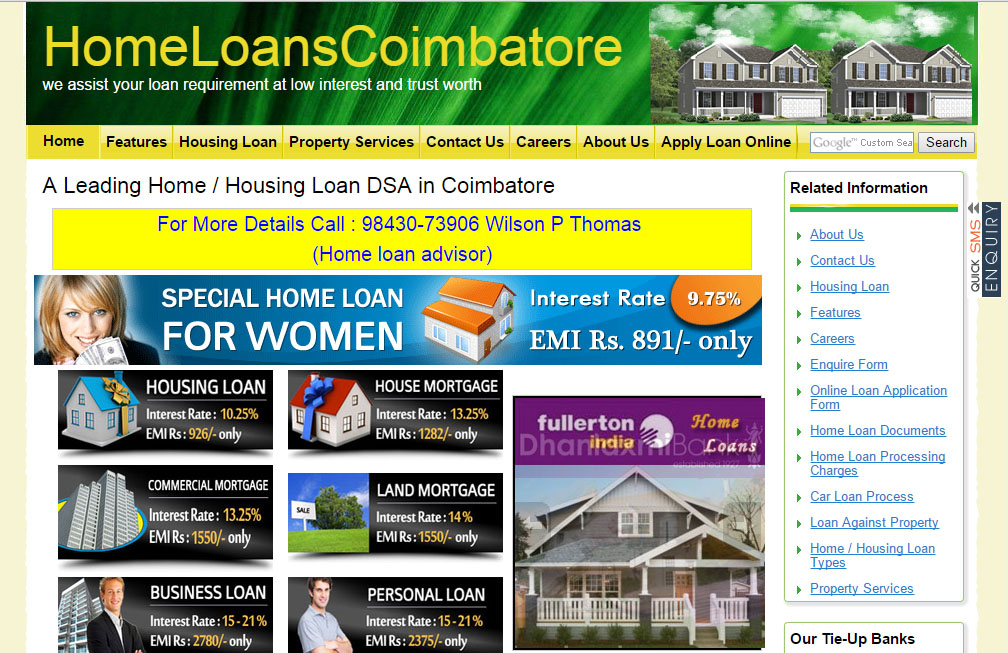 HomeLoansCoimbatore
we assist your loan requirement at low interest and trust worth
Home Features Housing Loan Property Services Contact Us Careers About Us Apply Loan Online
Google™ Custom Sea Search
A Leading Home / Housing Loan DSA in Coimbatore
For More Details Call : 98430-73906 Wilson P Thomas
(Home loan advisor)
SPECIAL HOME LOAN
FOR WOMEN
Interest Rate 9.75%
EMI Rs. 891/- only
HOUSING LOAN
Interest Rate : 10.25%
EMI Rs : 926/- only
HOUSE MORTGAGE
Interest Rate : 13.25%
EMI Rs : 1282/- only
COMMERCIAL MORTGAGE
Interest Rate : 13.25%
EMI Rs : 1550/- only
SALE
LAND MORTGAGE
Interest Rate : 14%
EMI Rs : 1550/- only
BUSINESS LOAN
Interest Rate : 15 - 21 %
EMI Rs : 2780/- only
PERSONAL LOAN
Interest Rate : 15 - 21 %
EMI Rs : 2375/- only
fullerton
india
Home
Loans
DhanlaxmiBank
established 1927
Related Information
About Us
Contact Us
Housing Loan
Features
Careers
Enquire Form
Online Loan Application
Form
Home Loan Documents
Home Loan Processing
Charges
Car Loan Process
Loan Against Property
Home / Housing Loan
Types
Property Services
Our Tie-Up Banks
QUICK SMS
ENQUIRY